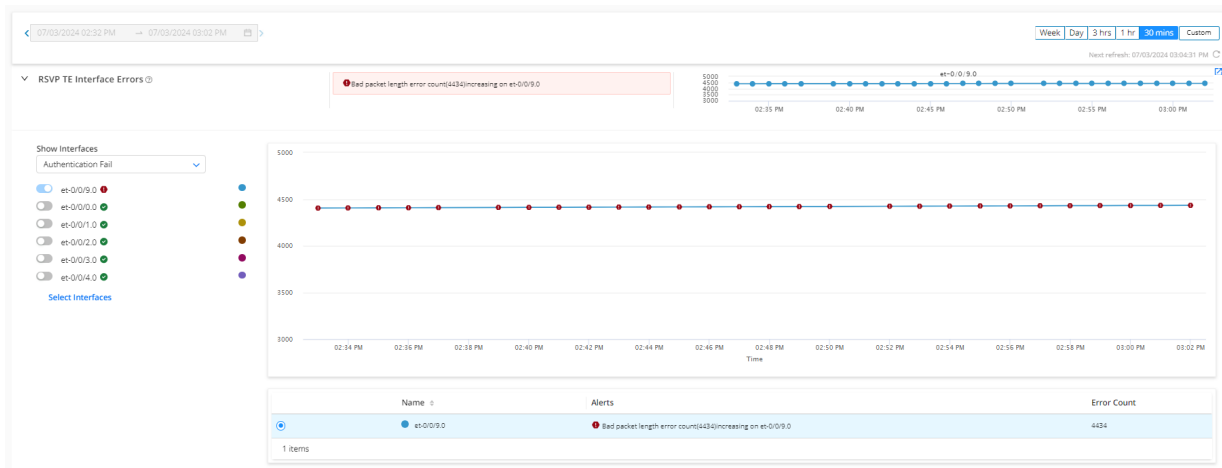 07/03/2024 02:32 PM → 07/03/2024 03:02 PM
Week Day 3 hrs 1 hr 30 mins Custom
Next refresh: 07/03/2024 03:04:31 PM
RSVP TE Interface Errors
Bad packet length error count(4434)increasing on et-0/0/9.0
et-0/0/9.0
5000
4500
4000
3500
3000
02:35 PM 02:40 PM 02:45 PM 02:50 PM 02:55 PM 03:00 PM
Show Interfaces
Authentication Fail
et-0/0/9.0
et-0/0/0.0
et-0/0/1.0
et-0/0/2.0
et-0/0/3.0
et-0/0/4.0
Select Interfaces
5000
4500
4000
3500
3000
02:34 PM 02:36 PM 02:38 PM 02:40 PM 02:42 PM 02:44 PM 02:46 PM 02:48 PM 02:50 PM 02:52 PM 02:54 PM 02:56 PM 02:58 PM 03:00 PM 03:02 PM
Time
Name Alerts Error Count
et-0/0/9.0 Bad packet length error count(4434)increasing on et-0/0/9.0 4434
1 items